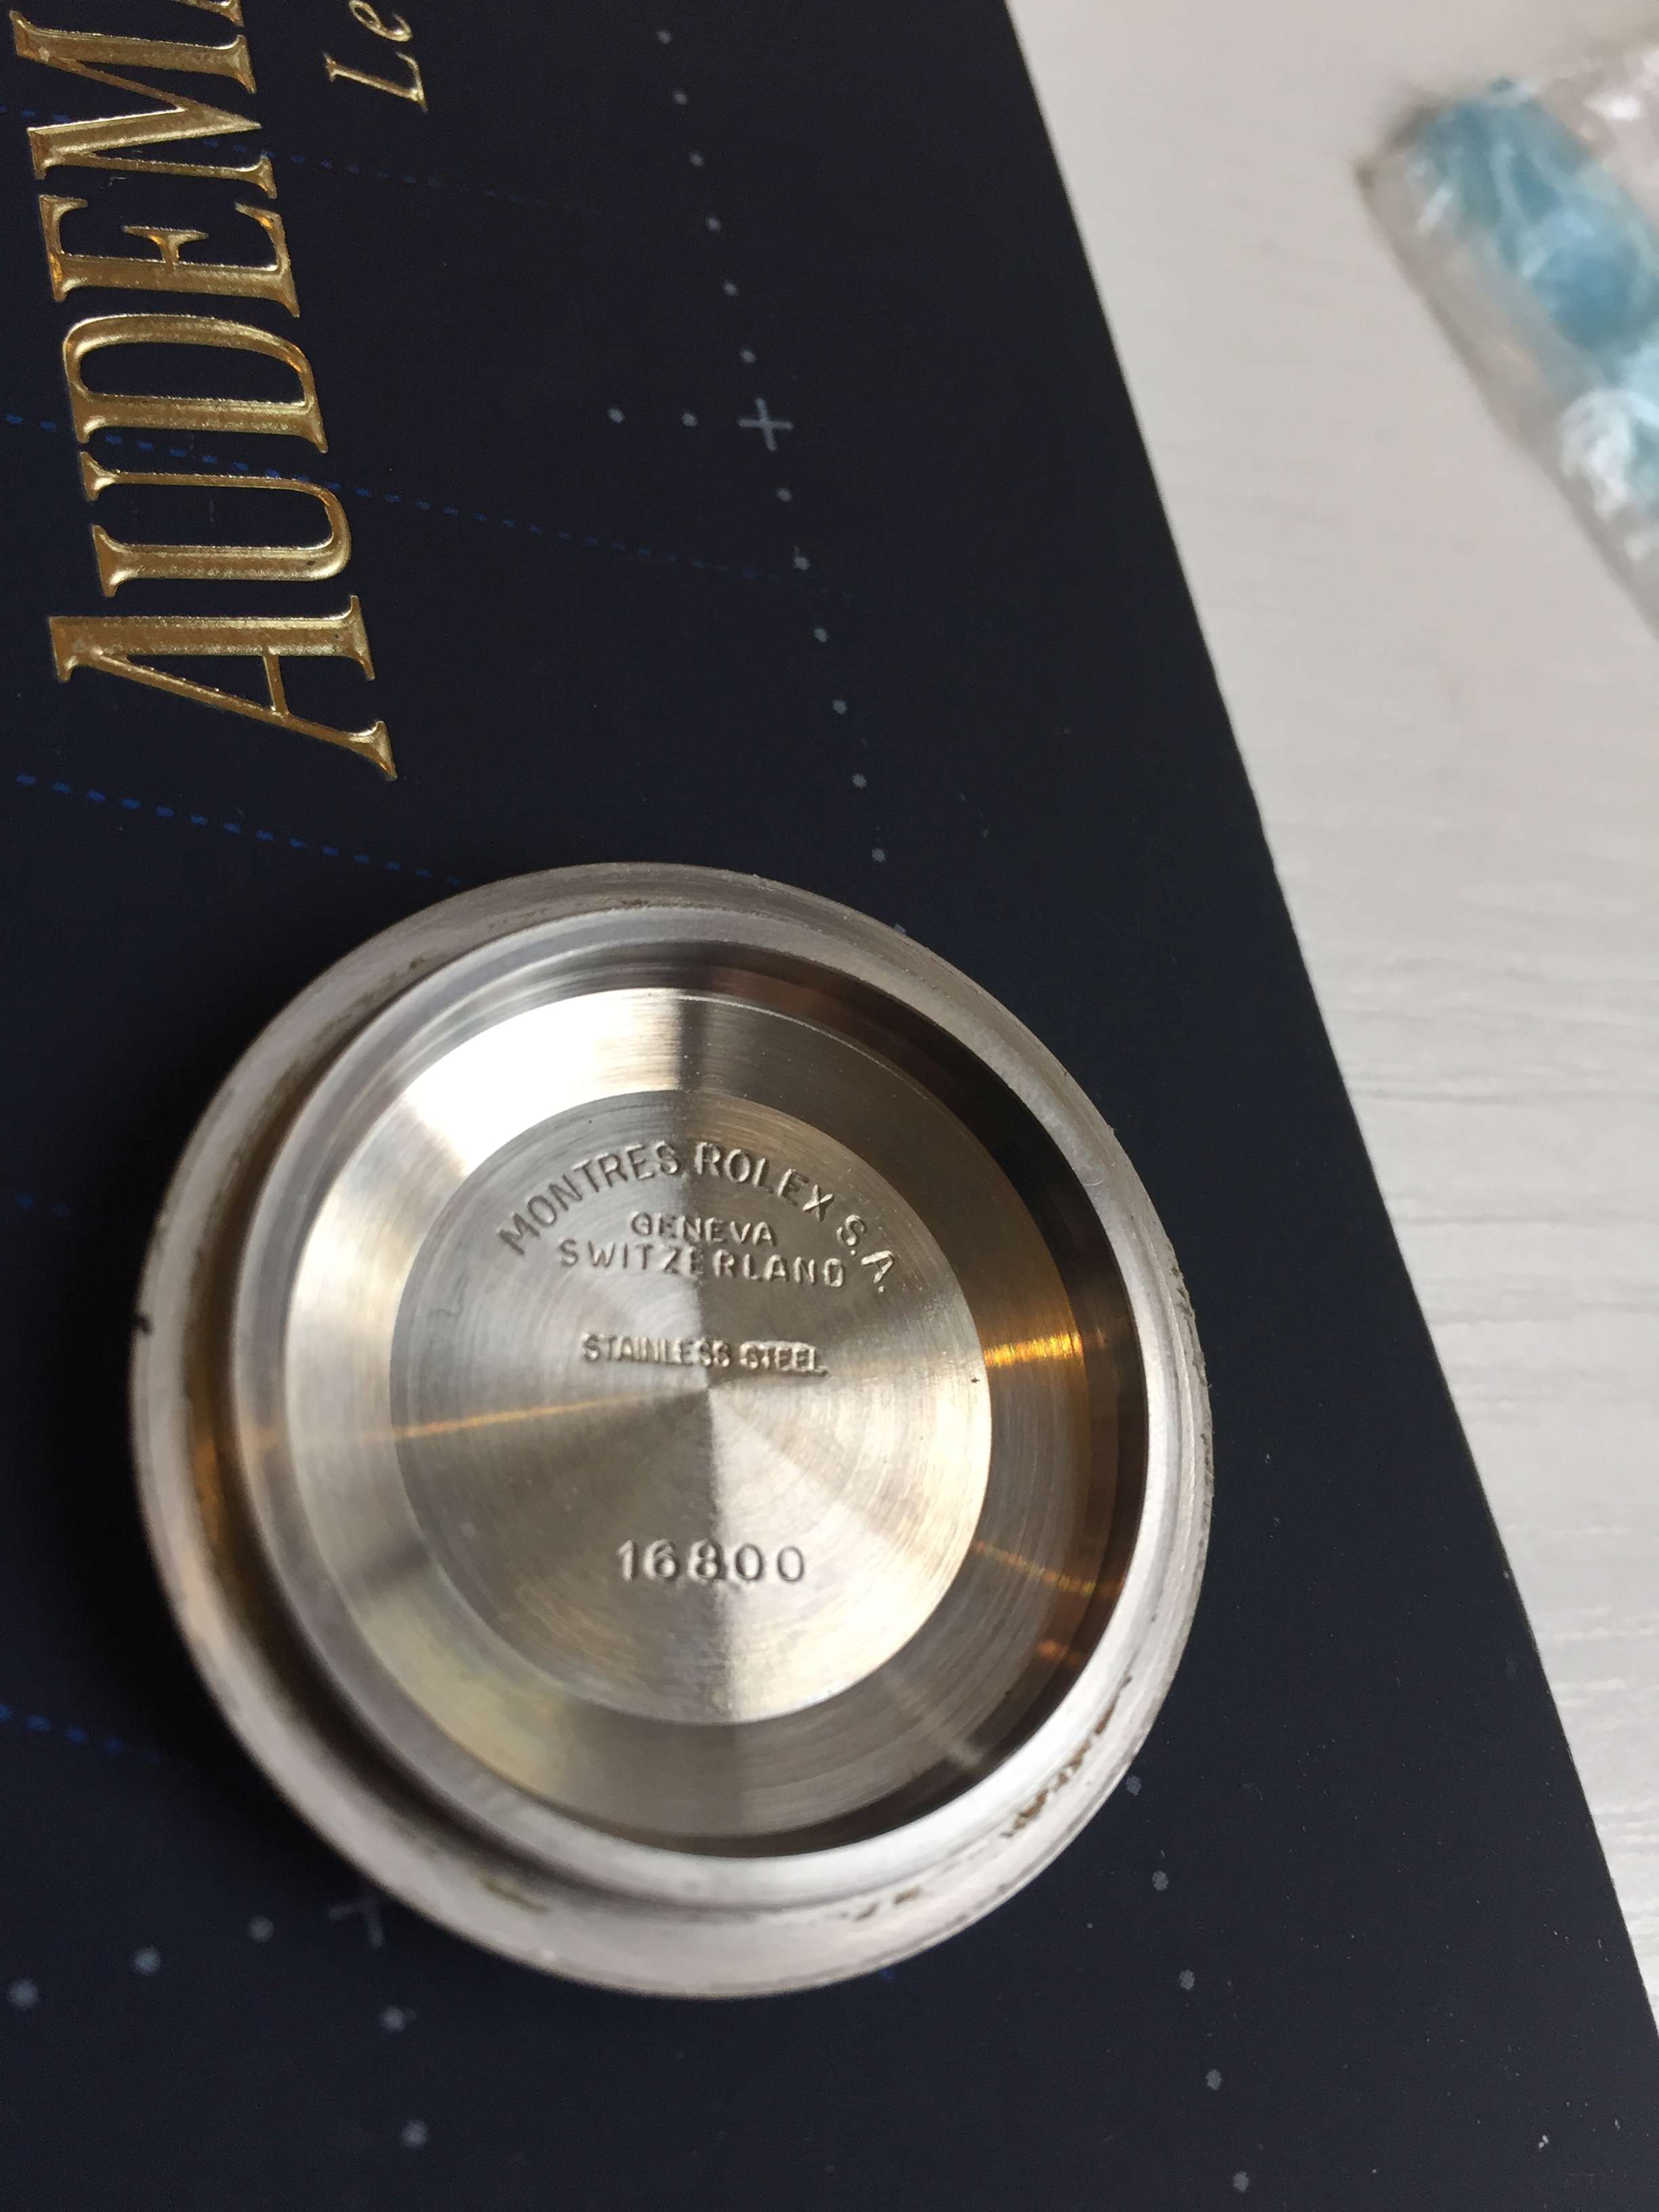 AUDEM
Le
MONTRES ROLEX S.A.
GENEVA
SWITZERLAND
STAINLESS STEEL
16800